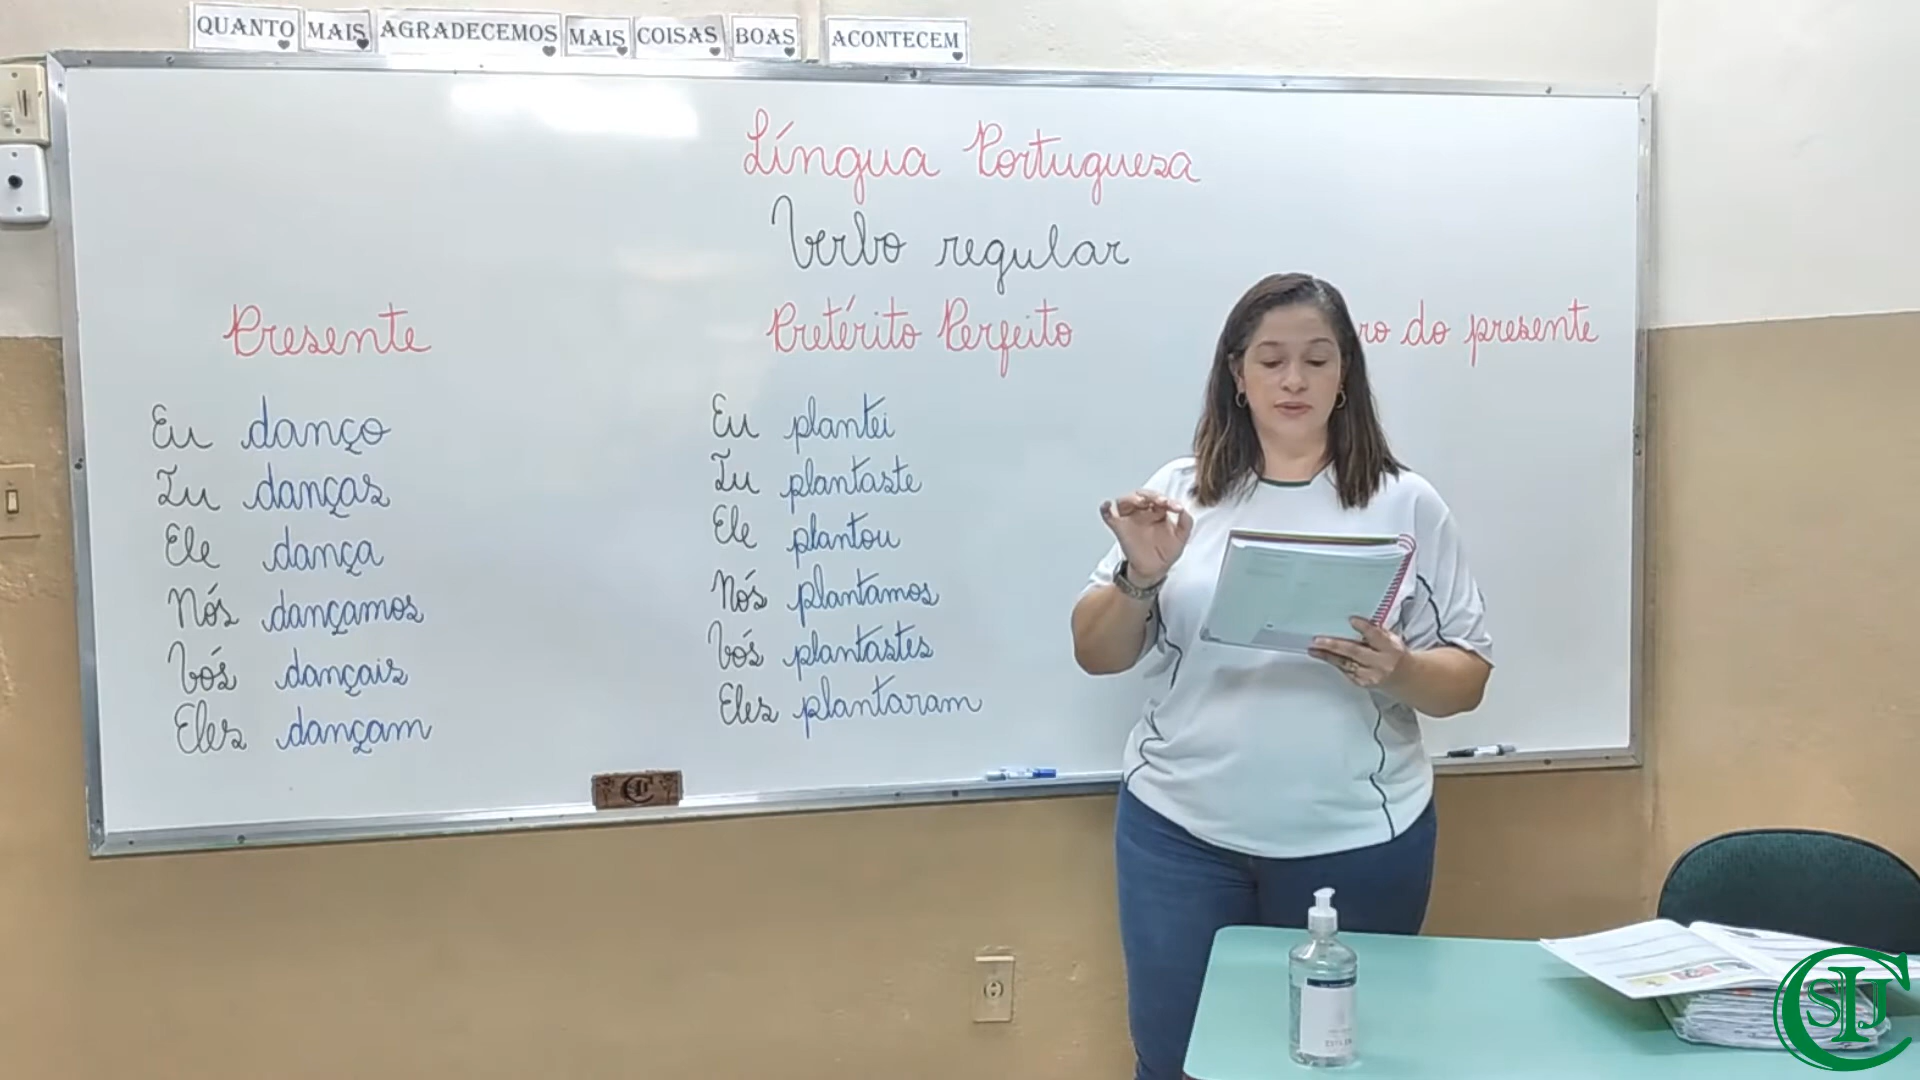 QUANTO MAIS AGRADECEMOS MAIS COISAS BOAS ACONTECEM
Língua Portuguesa
Verbo regular
Presente
Eu danço
Tu danças
Ele dança
Nós dançamos
Vós dançais
Eles dançam
Pretérito Perfeito
Eu plantei
Tu plantaste
Ele plantou
Nós plantamos
Vós plantastes
Eles plantaram
ro do presente
CSIJ